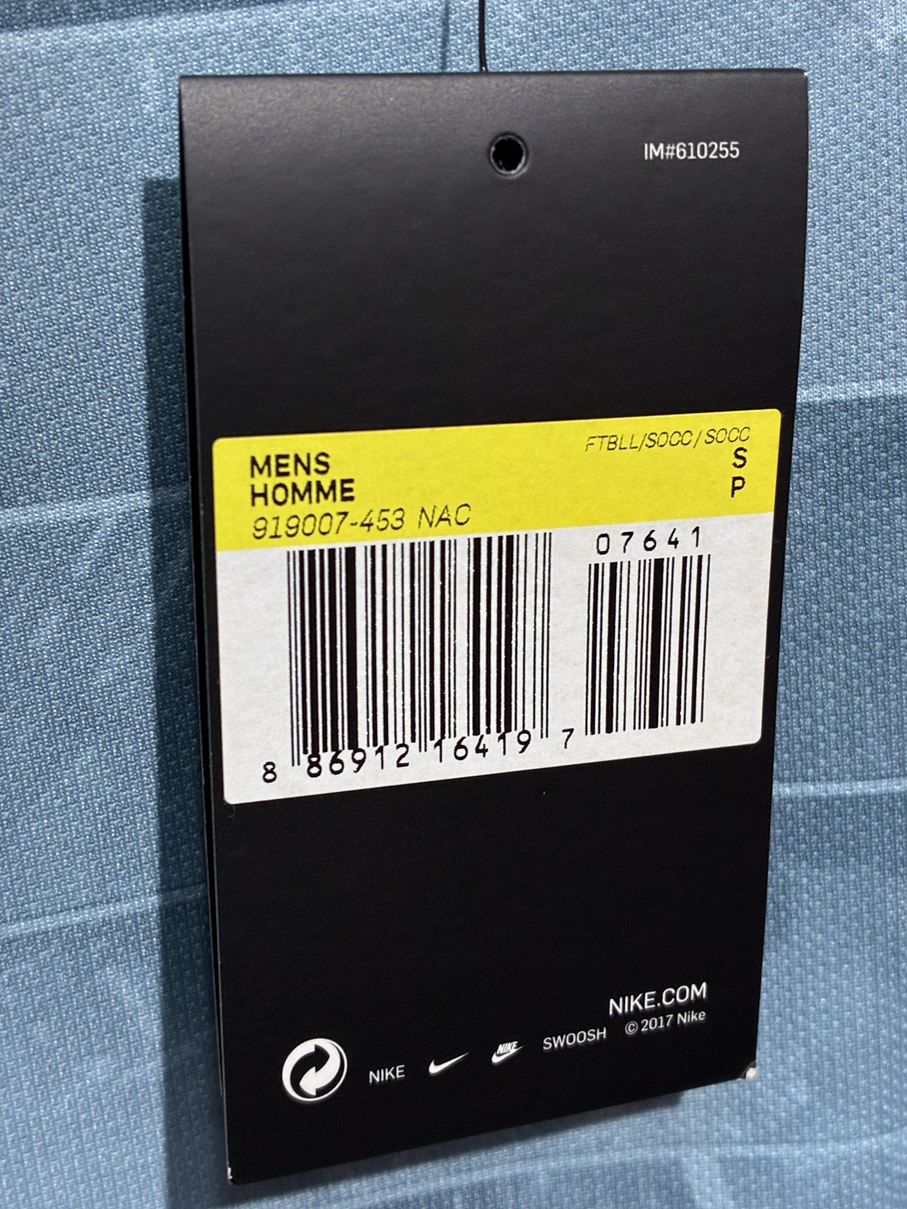 IM#610255
FTBLL/SOCC/SOCC
MENS
S
HOMME
P
919007-453 NAC
07641
8 86912 16419 7
NIKE.COM
© 2017 Nike
NIKE NIKE SWOOSH